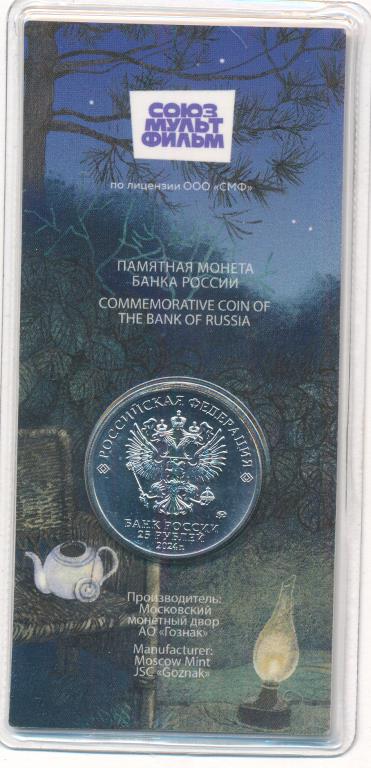 СОЮЗ
МУЛЬТ
ФИЛЬМ
по лицензии ООО «СМФ»
ПАМЯТНАЯ МОНЕТА
БАНКА РОССИИ
COMMEMORATIVE COIN OF
THE BANK OF RUSSIA
РОССИЙСКАЯ ФЕДЕРАЦИЯ
БАНК РОССИИ
25 РУБЛЕЙ
2024 г.
Производитель:
Московский
монетный двор
АО «Гознак»
Manufacturer:
Moscow Mint
JSC «Goznak»